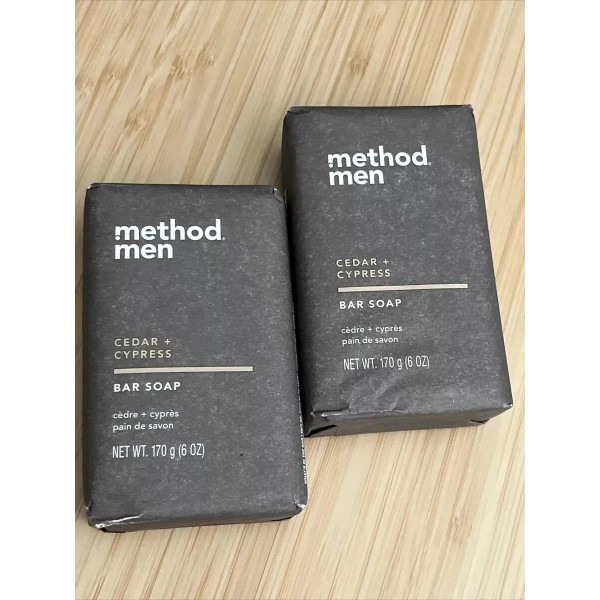 method
men
CEDAR +
CYPRESS
BAR SOAP
cèdre + cyprès
pain de savon
NET WT. 170 g (6 OZ)
method
men
CEDAR +
CYPRESS
BAR SOAP
cèdre + cyprès
pain de savon
NET WT. 170 g (6 OZ)